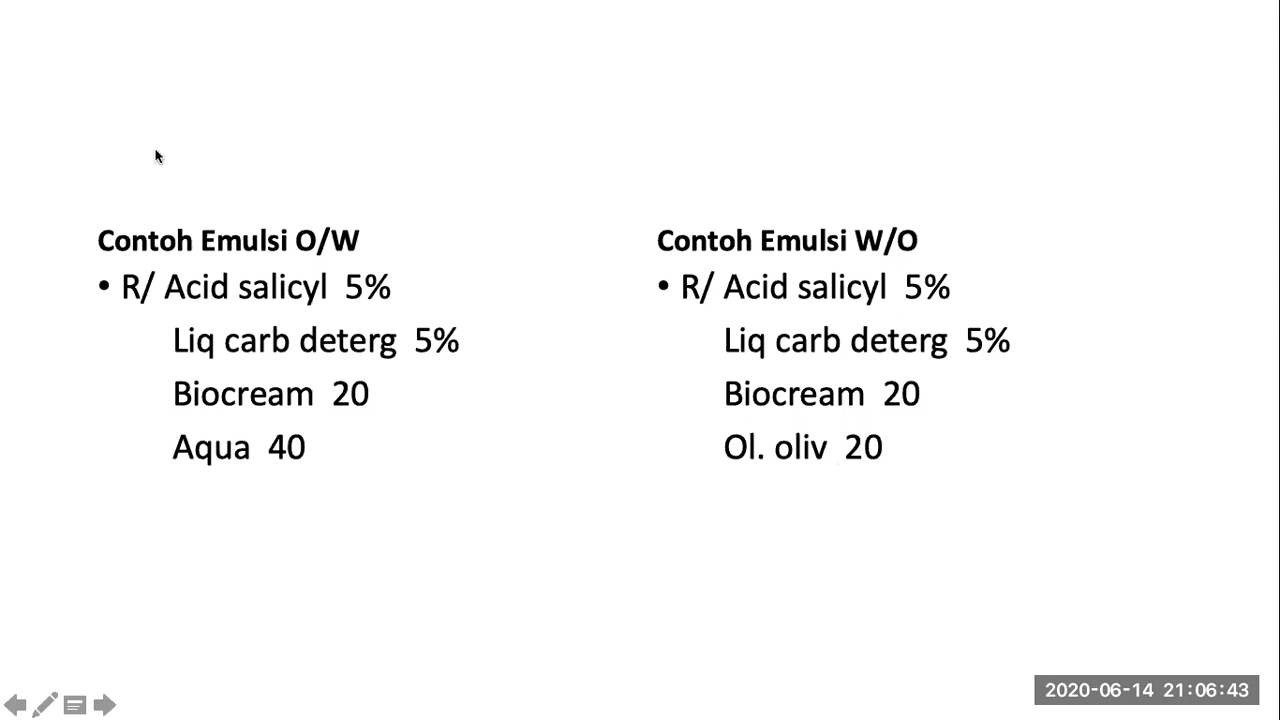 Contoh Emulsi O/W
• R/ Acid salicyl 5%
Liq carb deterg 5%
Biocream 20
Aqua 40
Contoh Emulsi W/O
• R/ Acid salicyl 5%
Liq carb deterg 5%
Biocream 20
Ol. oliv 20
2020-06-14 21:06:43